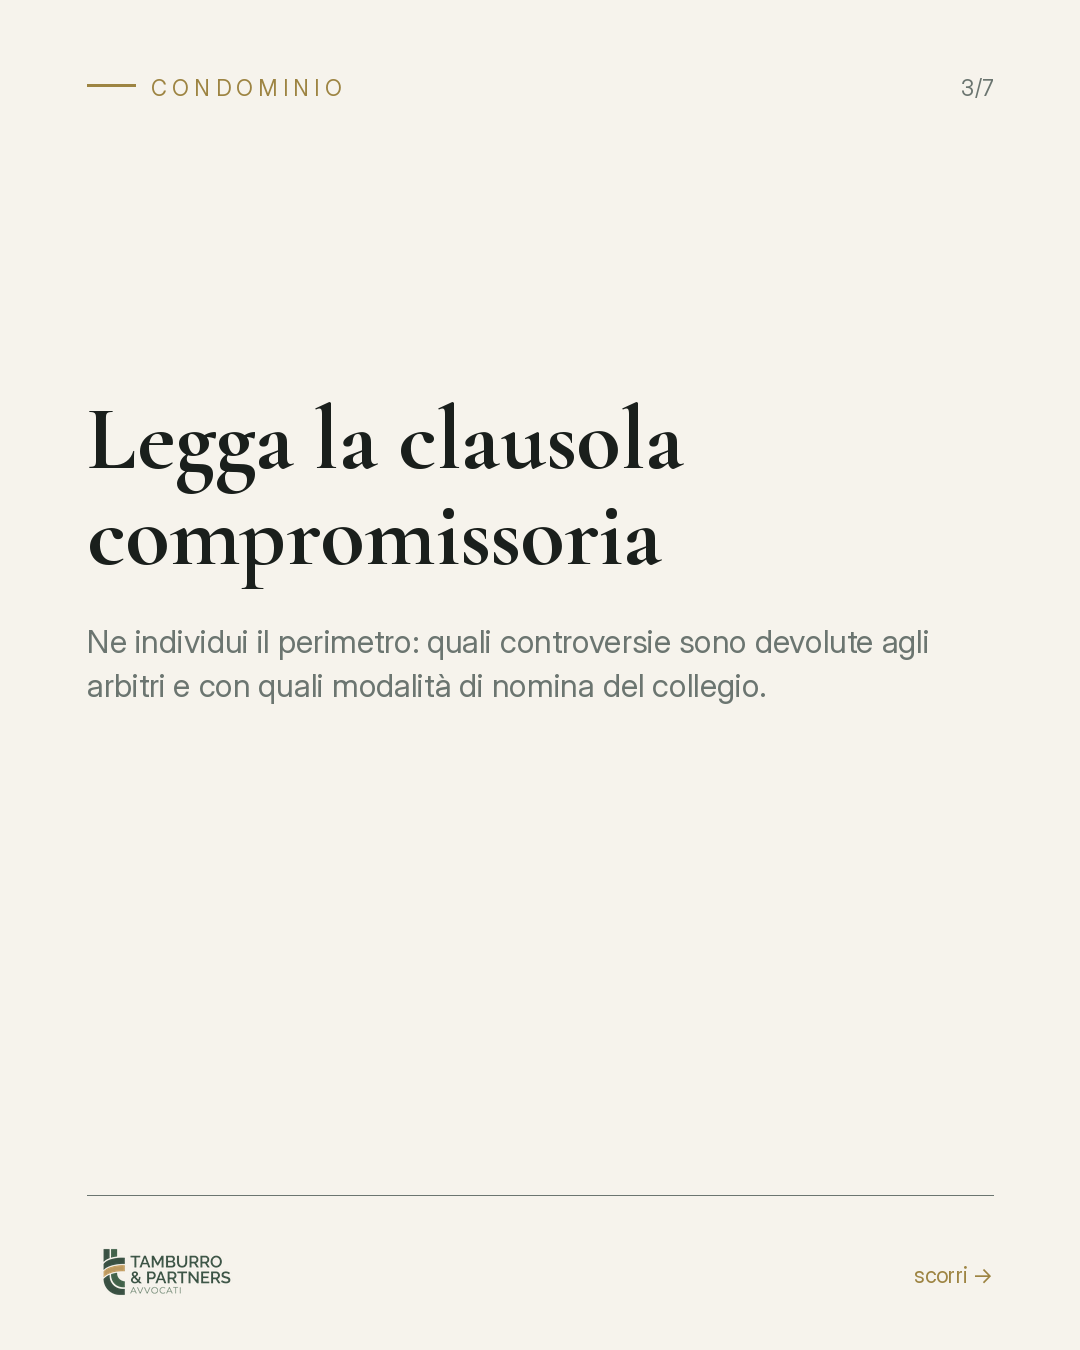 CONDOMINIO
3/7
Legga la clausola
compromissoria
Ne individui il perimetro: quali controversie sono devolute agli
arbitri e con quali modalità di nomina del collegio.
TAMBURRO
& PARTNERS
AVVOCATI
scorri →